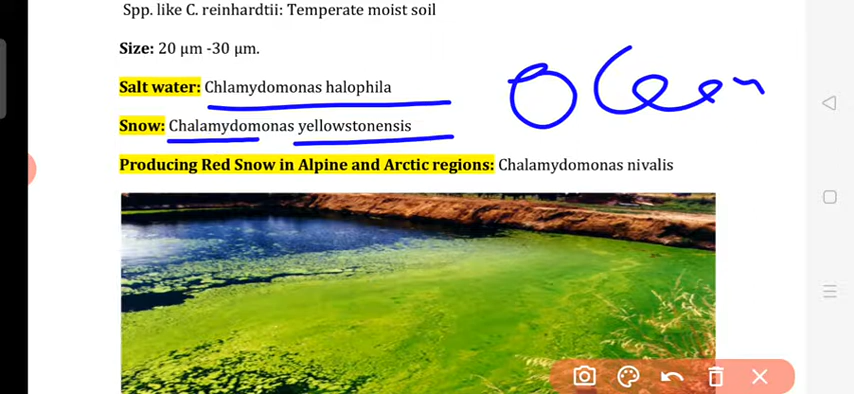 Spp. like C. reinhardtii: Temperate moist soil
Size: 20 μm -30 μm.
Salt water: Chlamydomonas halophila
Ocean
Snow: Chalamydomonas yellowstonensis
Producing Red Snow in Alpine and Arctic regions: Chalamydomonas nivalis